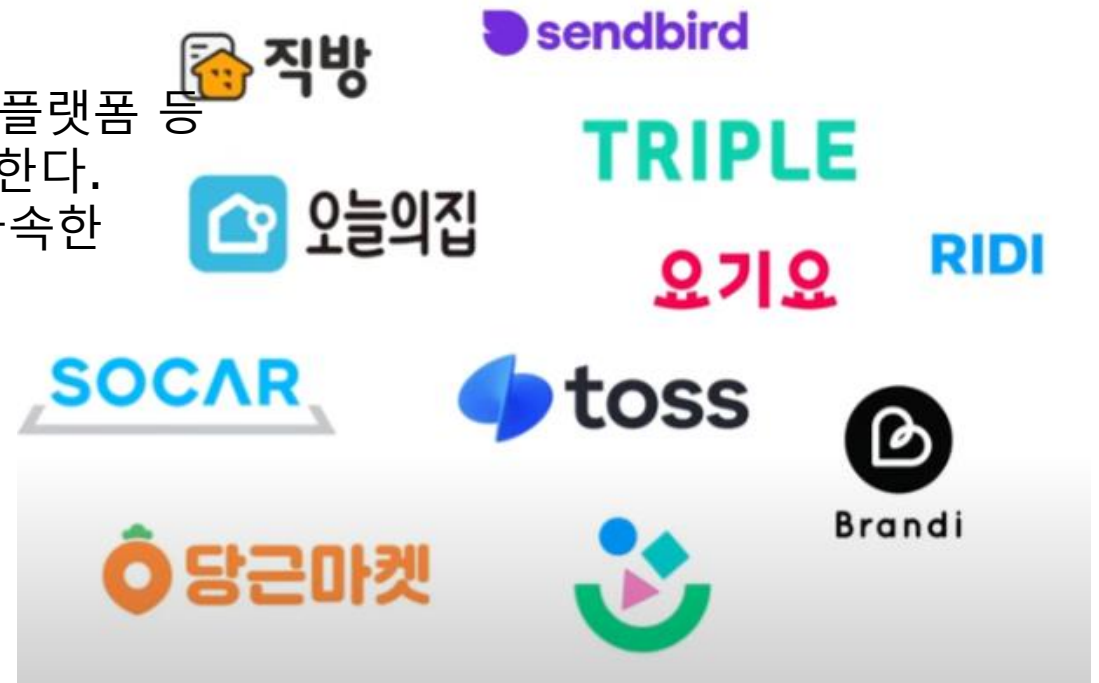 sendbird
직방
플랫폼 등
TRIPLE
한다.
속한
오늘의집
RIDI
요기요
SOCAR
toss
Brandi
당근마켓